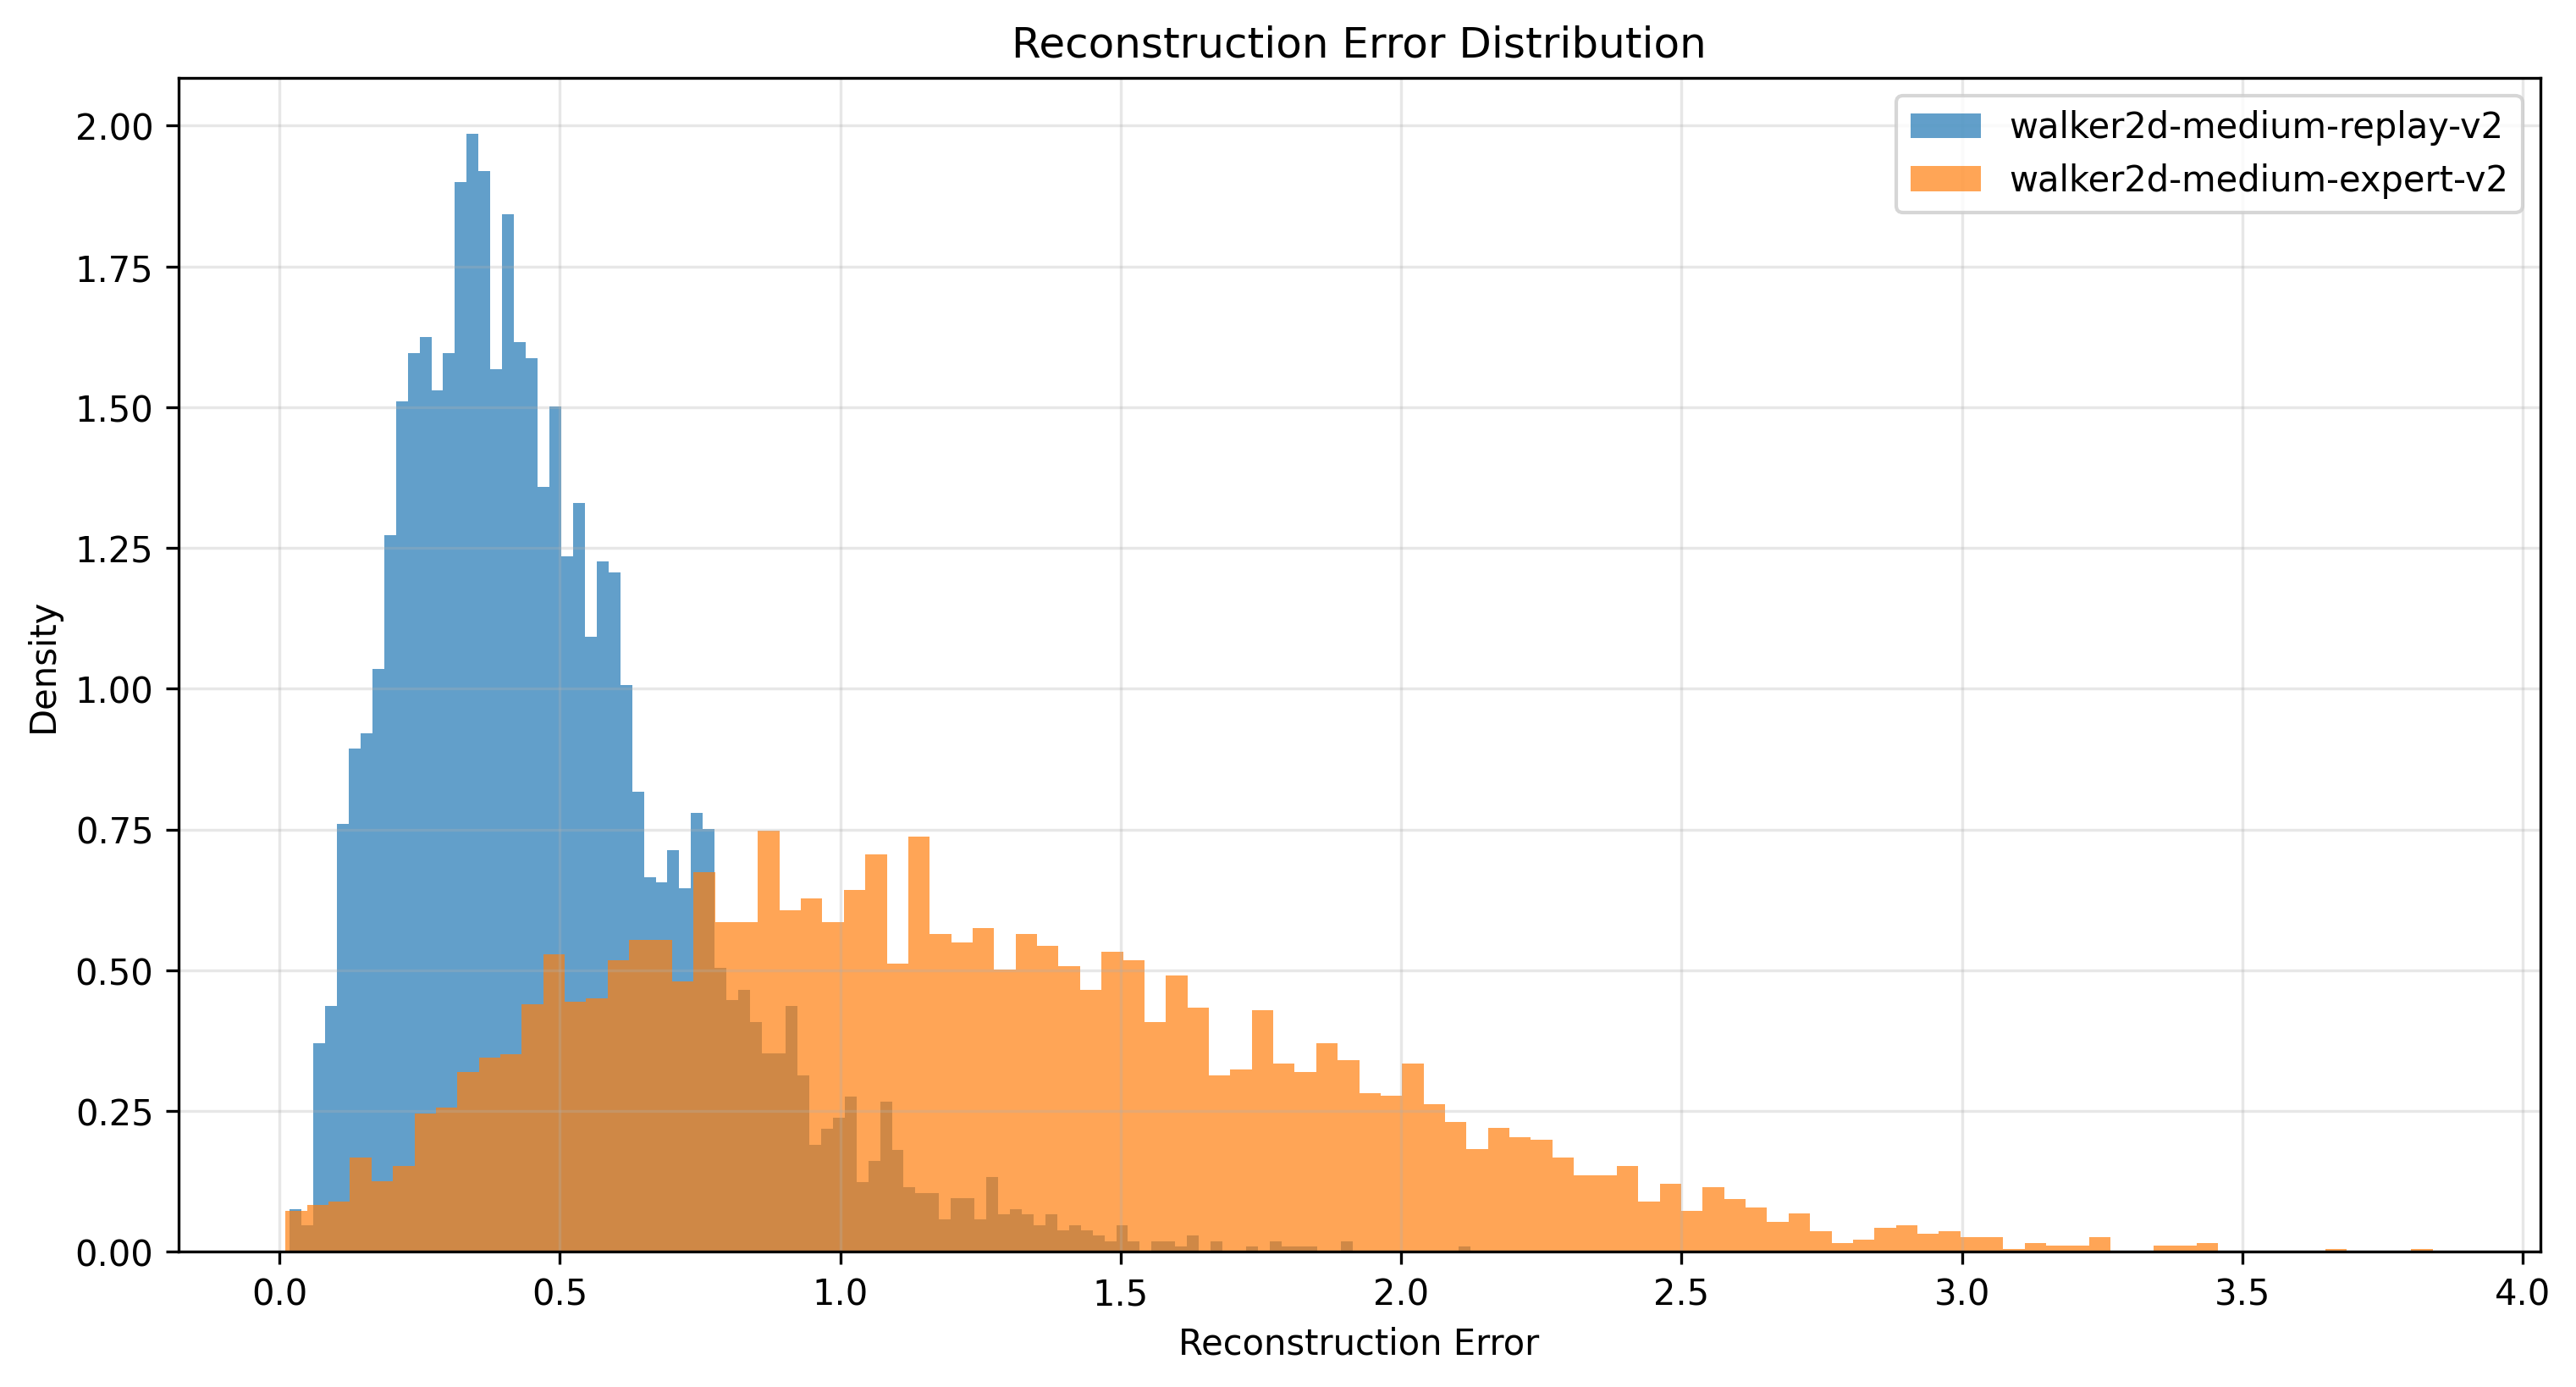 Reconstruction Error Distribution
walker2d-medium-replay-v2
walker2d-medium-expert-v2
Density
2.00
1.75
1.50
1.25
1.00
0.75
0.50
0.25
0.00
0.0 0.5 1.0 1.5 2.0 2.5 3.0 3.5 4.0
Reconstruction Error